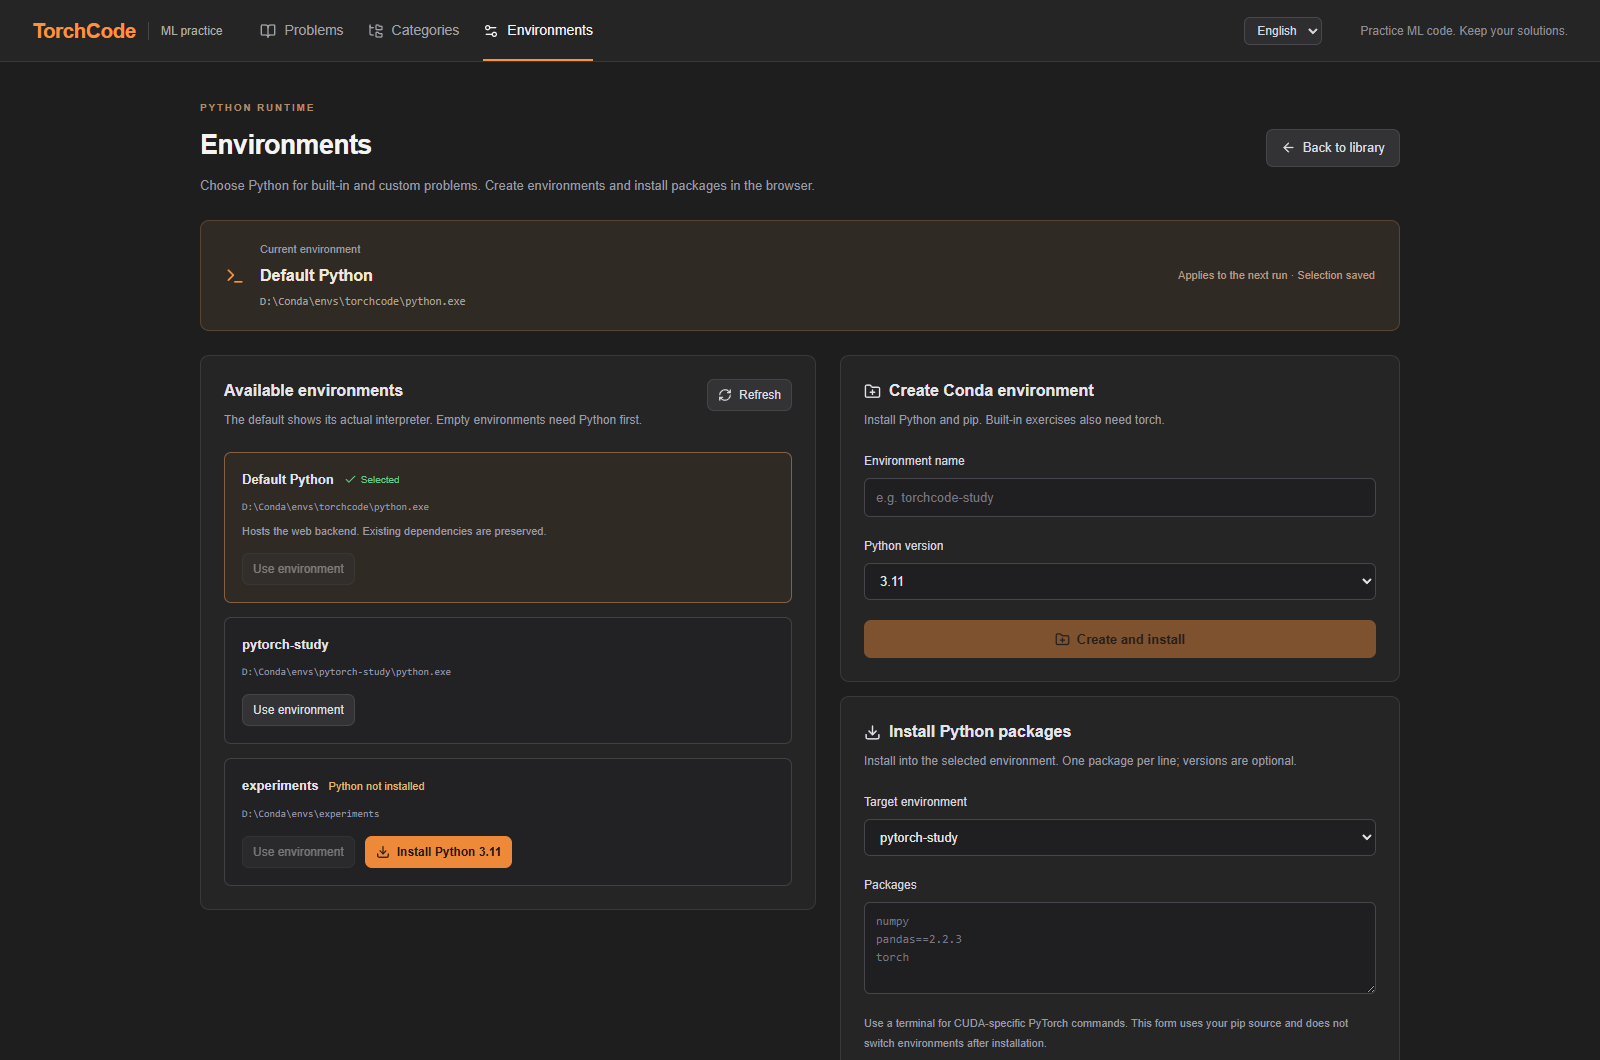 TorchCode
ML practice
Problems
Categories
Environments
English
Practice ML code. Keep your solutions.
PYTHON RUNTIME
Environments
Back to library
Choose Python for built-in and custom problems. Create environments and install packages in the browser.
Current environment
Default Python
Applies to the next run · Selection saved
D:\Conda\envs\torchcode\python.exe
Available environments
Refresh
The default shows its actual interpreter. Empty environments need Python first.
Default Python
Selected
D:\Conda\envs\torchcode\python.exe
Hosts the web backend. Existing dependencies are preserved.
Use environment
pytorch-study
D:\Conda\envs\pytorch-study\python.exe
Use environment
experiments
Python not installed
D:\Conda\envs\experiments
Use environment
Install Python 3.11
Create Conda environment
Install Python and pip. Built-in exercises also need torch.
Environment name
e.g. torchcode-study
Python version
3.11
Create and install
Install Python packages
Install into the selected environment. One package per line; versions are optional.
Target environment
pytorch-study
Packages
numpy
pandas==2.2.3
torch
Use a terminal for CUDA-specific PyTorch commands. This form uses your pip source and does not
switch environments after installation.